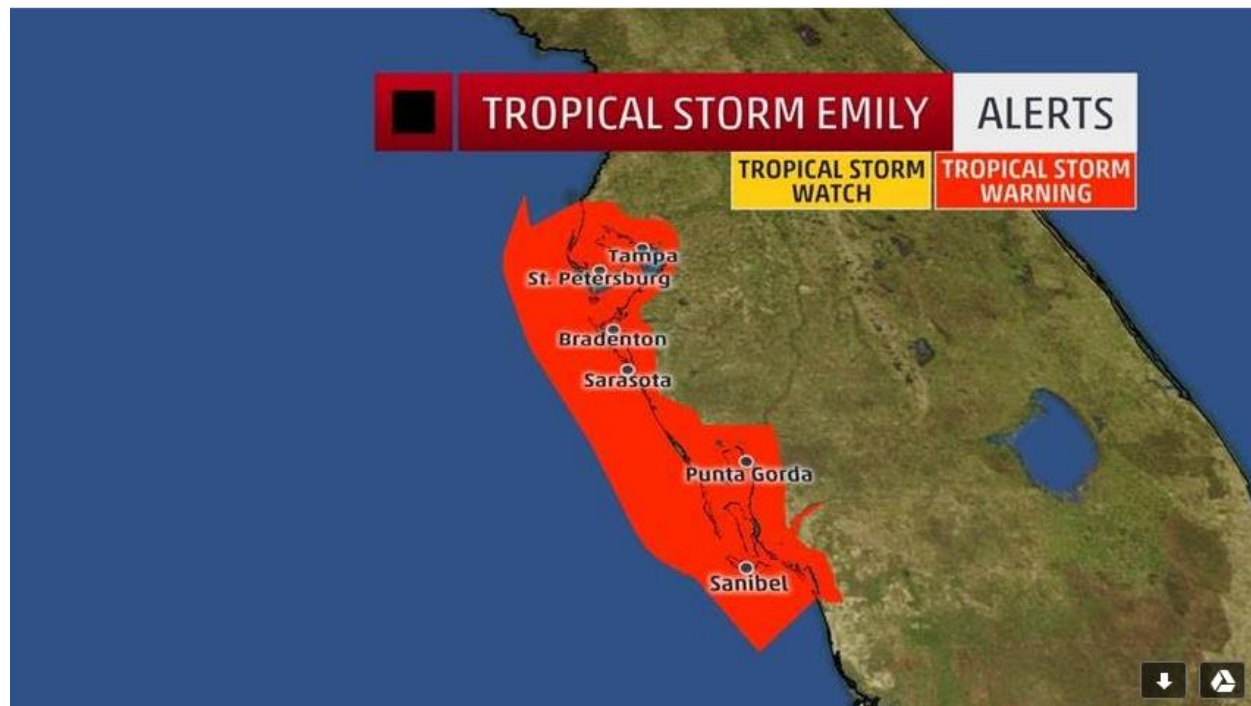 TROPICAL STORM EMILY ALERTS
TROPICAL STORM
WATCH
TROPICAL STORM
WARNING
Tampa
St. Petersburg
Bradenton
Sarasota
Punta Gorda
Sanibel